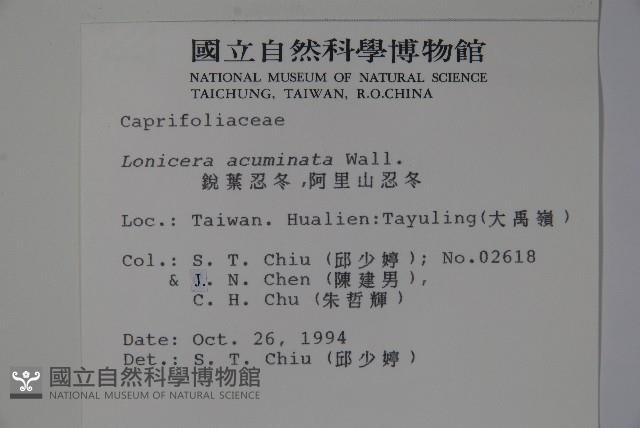 國立自然科學博物館
NATIONAL MUSEUM OF NATURAL SCIENCE
TAICHUNG, TAIWAN, R.O.CHINA
Caprifoliaceae
Lonicera acuminata Wall.
銳葉忍冬,阿里山忍冬
Loc.: Taiwan. Hualien:Tayuling(大禹嶺)
Col.: S. T. Chiu (邱少婷); No.02618
& J. N. Chen (陳建男),
C. H. Chu (朱哲輝)
Date: Oct. 26, 1994
Det.: S. T. Chiu (邱少婷)
國立自然科學博物館
NATIONAL MUSEUM OF NATURAL SCIENCE